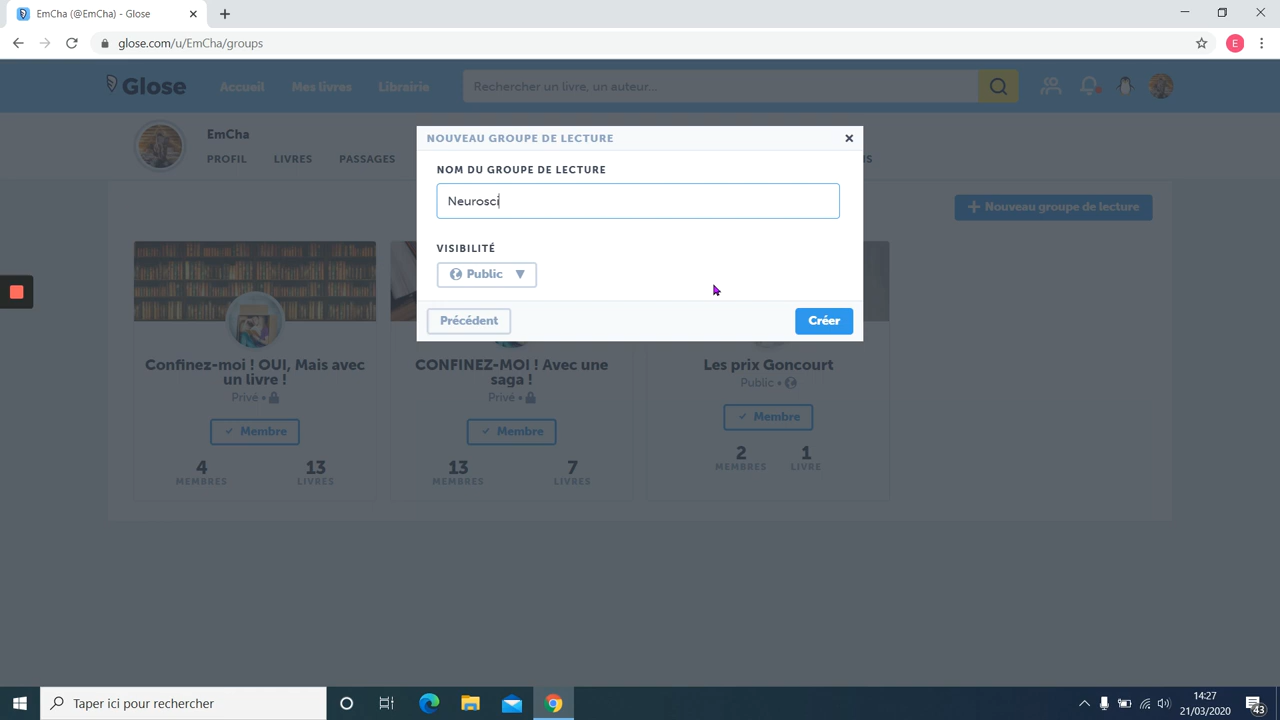 EmCha (@EmCha) - Glose
glose.com/u/EmCha/groups
E
Glose
Accueil
Mes livres
Librairie
Rechercher un livre, un auteur...
EmCha
PROFIL
LIVRES
PASSAGES
NOUVEAU GROUPE DE LECTURE
NOM DU GROUPE DE LECTURE
Neurosci
VISIBILITÉ
Public
Précédent
Créer
Nouveau groupe de lecture
Confinez-moi ! OUI, Mais avec
un livre !
Privé •
Membre
4
MEMBRES
13
LIVRES
CONFINEZ-MOI ! Avec une
saga !
Privé •
Membre
13
MEMBRES
7
LIVRES
Les prix Goncourt
Public •
Membre
2
MEMBRES
1
LIVRE
Taper ici pour rechercher
14:27
21/03/2020
43